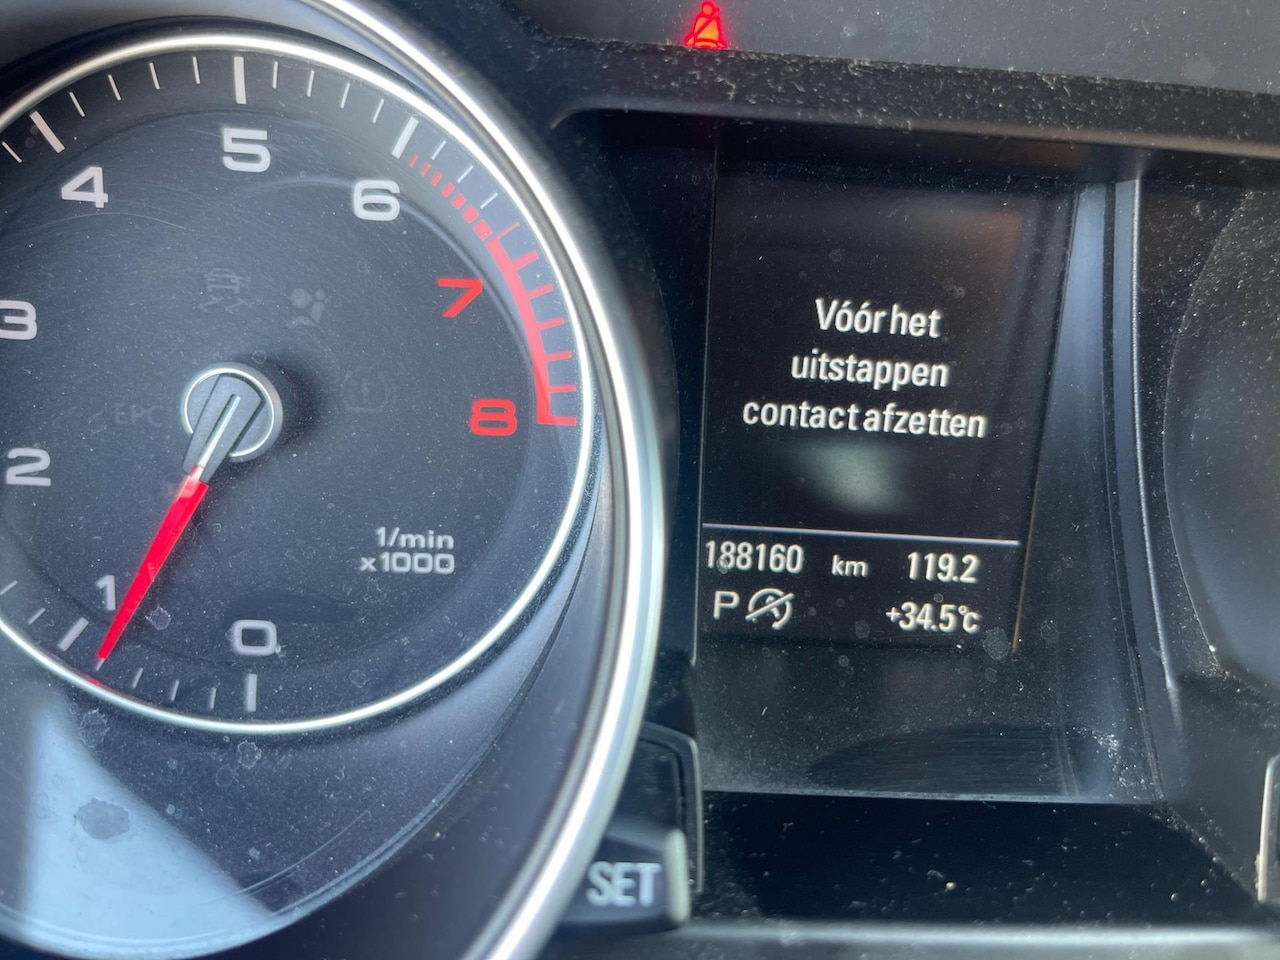 4
5
6
7
8
3
2
1
0
EPC
1/min
x1000
Vóór het
uitstappen
contact afzetten
188160 km 119.2
P +34.5°C
SET